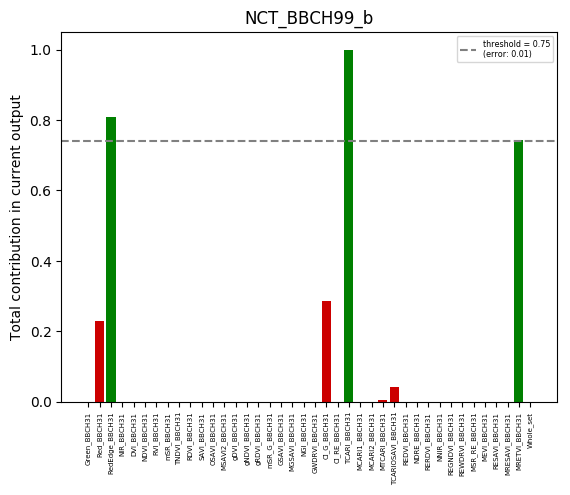 NCT_BBCH99_b
threshold = 0.75
(error: 0.01)
Total contribution in current output
1.0
0.8
0.6
0.4
0.2
0.0
Green_BBCH31
Red_BBCH31
RedEdge_BBCH31
NIR_BBCH31
DVI_BBCH31
NDVI_BBCH31
RVI_BBCH31
mSR_BBCH31
TNDVI_BBCH31
RDVI_BBCH31
SAVI_BBCH31
OSAVI_BBCH31
MSAVI2_BBCH31
gDVI_BBCH31
gNDVI_BBCH31
gRDVI_BBCH31
mSR_G_BBCH31
GSAVI_BBCH31
MGSAVI_BBCH31
NGI_BBCH31
GWDRVI_BBCH31
CI_G_BBCH31
CI_RE_BBCH31
TCARI_BBCH31
MCARI1_BBCH31
MCARI2_BBCH31
MTCARI_BBCH31
TCARIOSAVI_BBCH31
REDVI_BBCH31
NDRE_BBCH31
RERDVI_BBCH31
NNIR_BBCH31
REGNDVI_BBCH31
REWDRVI_BBCH31
MSR_RE_BBCH31
MEVI_BBCH31
RESAVI_BBCH31
MRESAVI_BBCH31
MRETVI_BBCH31
Whole_set